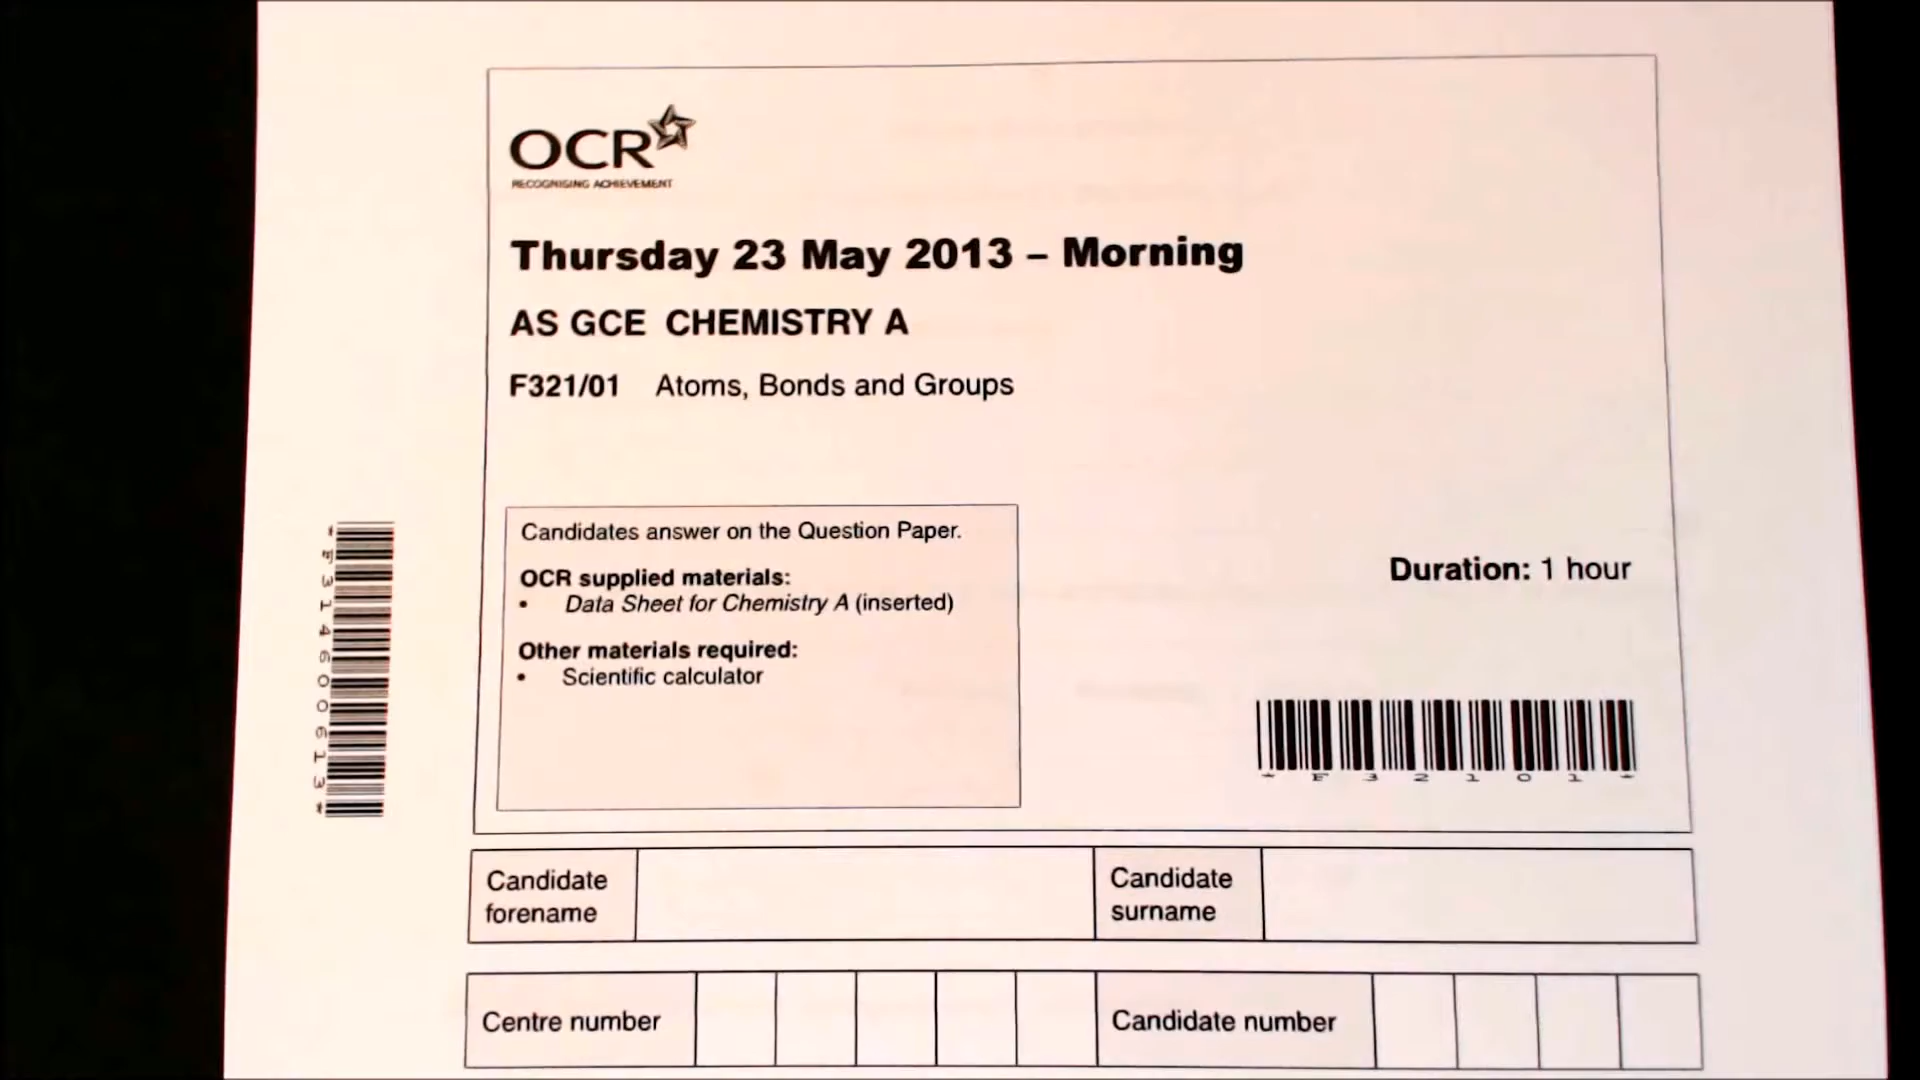 OCR
RECOGNISING ACHIEVEMENT
Thursday 23 May 2013 – Morning
AS GCE CHEMISTRY A
F321/01 Atoms, Bonds and Groups
Candidates answer on the Question Paper.
OCR supplied materials:
• Data Sheet for Chemistry A (inserted)
Other materials required:
• Scientific calculator
Duration: 1 hour
*F314600613*
*F32101*
Candidate
forename
Candidate
surname
Centre number
Candidate number